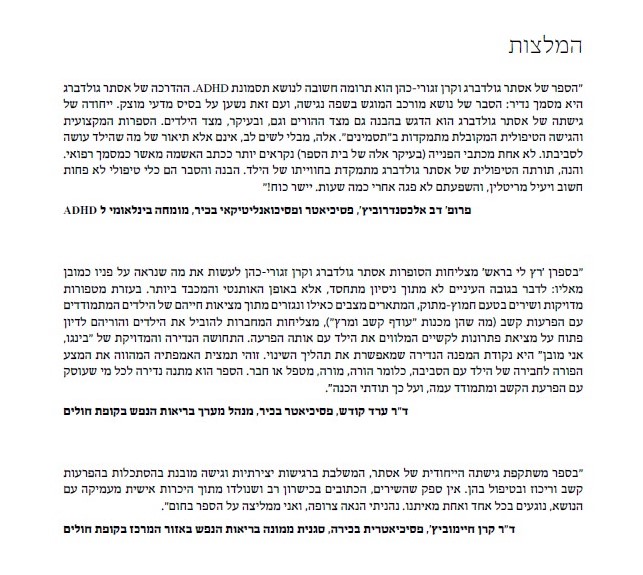 המלצות
"הספר של אסתר גולדברג וקרן זגורי-כהן הוא תרומה חשובה לנושא תסמונת ADHD. ההדרכה של אסתר גולדברג
היא מסמך נדיר: הסבר של נושא מורכב המוגש בשפה נגישה, ועם זאת נשען על בסיס מדעי מוצק. ייחודה של
גישתה של אסתר גולדברג הוא הדגש בהבנה גם מצד ההורים וגם, ובעיקר, מצד הילדים. הספרות המקצועית
והגישה הטיפולית המקובלת מתמקדות ב"תסמינים". אלה, מבלי לשים לב, אינם אלא תיאור של מה שהילד עושה
לסביבתו. לא אחת מכתבי הפנייה (בעיקר אלה של בית הספר) נקראים יותר ככתב האשמה מאשר כמסמך רפואי.
והנה, תורתה הטיפולית של אסתר גולדברג מתמקדת בחווייתו של הילד. הבנה והסבר הם כלי טיפולי לא פחות
חשוב ויעיל מריטלין, והשפעתם לא פגה אחרי כמה שעות. יישר כוח!"
פרופ' דב אלכסנדרוביץ', פסיכיאטר ופסיכואנליטיקאי בכיר, מומחה בינלאומי ל ADHD
"בספרן 'רץ לי בראש' מצליחות הסופרות אסתר גולדברג וקרן זגורי-כהן לעשות את מה שנראה על פניו כמובן
מאליו: לדבר בגובה העיניים לא מתוך ניסיון מתחסד, אלא באופן האותנטי והמכבד ביותר. בעזרת מטפורות
מדויקות ושירים בטעם חמוץ-מתוק, המתארים מצבים כאילו ונגזרים מתוך מציאות חייהם של הילדים המתמודדים
עם הפרעות קשב (מה שהן מכנות "עודף קשב ומרץ"), מצליחות המחברות להוביל את הילדים והוריהם לדיון
פתוח על מציאת פתרונות לקשיים המלווים את הילד עם אותה הפרעה. התחושה הנדירה והמדויקת של "בינגו,
אני מובן" היא נקודת המפנה הנדירה שמאפשרת את תהליך השינוי. זוהי תמצית האמפתיה המהווה את המצע
הפורה לחבירה של הילד עם הסביבה, כלומר הורה, מורה, מטפל או חבר. הספר הוא מתנה נדירה לכל מי שעוסק
עם הפרעת הקשב ומתמודד עמה, ועל כך תודתי הכנה".
ד"ר ערד קודש, פסיכיאטר בכיר, מנהל מערך בריאות הנפש בקופת חולים
"בספר משתקפת גישתה הייחודית של אסתר, המשלבת ברגישות יצירתיות וגישה מובנת בהסתכלות בהפרעות
קשב וריכוז ובטיפול בהן. אין ספק שהשירים, הכתובים בכישרון רב ושנולדו מתוך היכרות אישית מעמיקה עם
הנושא, נוגעים בכל אחד ואחת מאיתנו. נהניתי הנאה צרופה, ואני ממליצה על הספר בחום".
ד"ר קרן חיימוביץ', פסיכיאטרית בכירה, סגנית ממונה בריאות הנפש באזור המרכז בקופת חולים